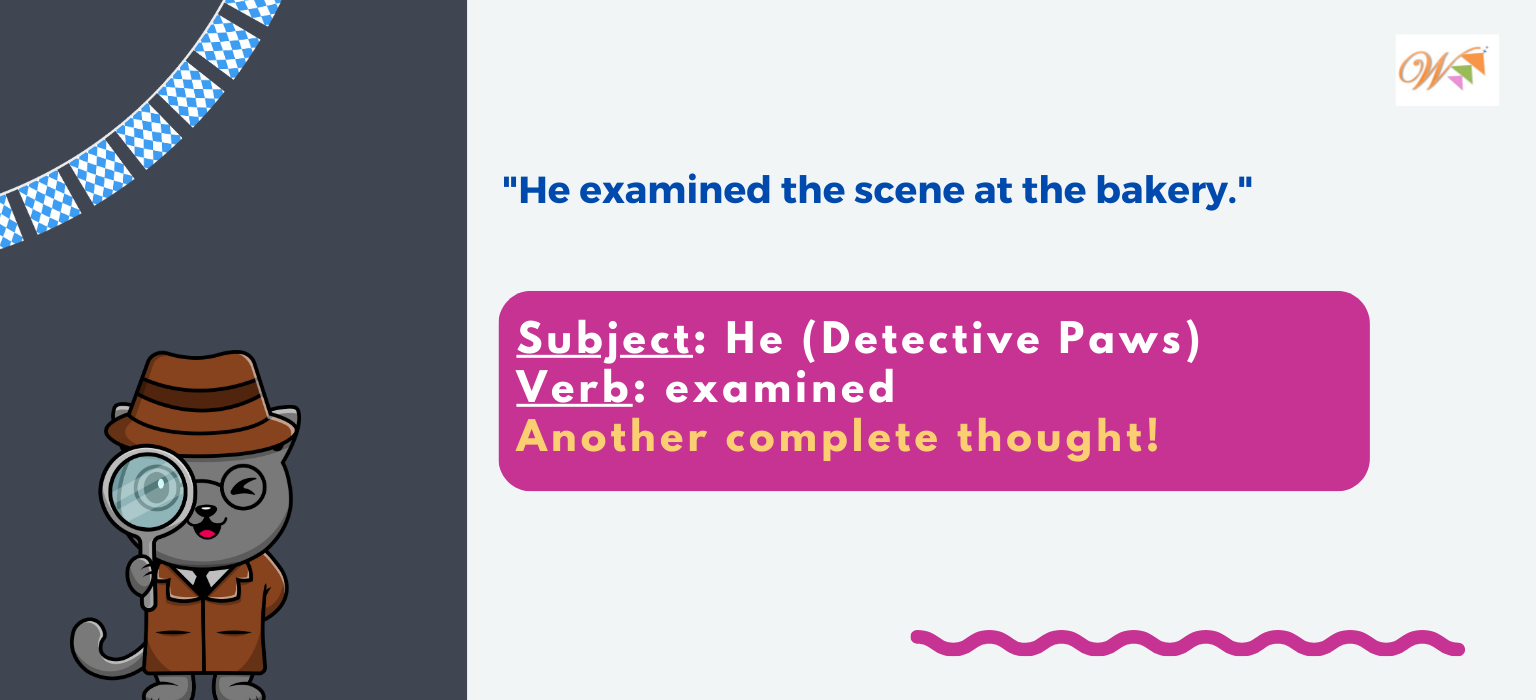 W
"He examined the scene at the bakery."
Subject: He (Detective Paws)
Verb: examined
Another complete thought!